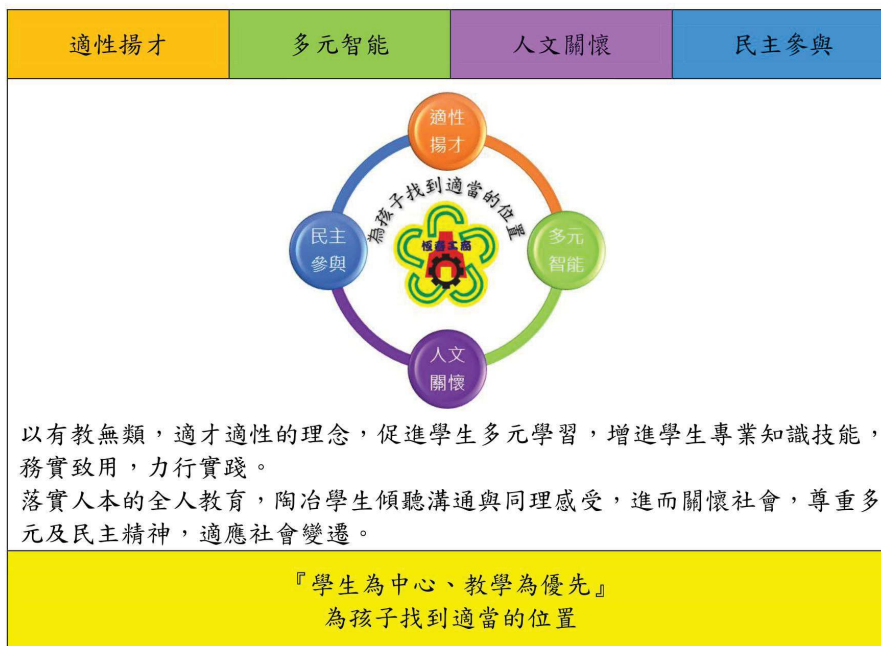 適性揚才
多元智能
人文關懷
民主參與
適性
揚才
為孩子找到適當的位置
民主
參與
恆春工商
多元
智能
人文
關懷
以有教無類，適才適性的理念，促進學生多元學習，增進學生專業知識技能，
務實致用，力行實踐。
落實人本的全人教育，陶冶學生傾聽溝通與同理感受，進而關懷社會，尊重多
元及民主精神，適應社會變遷。
『學生為中心、教學為優先』
為孩子找到適當的位置